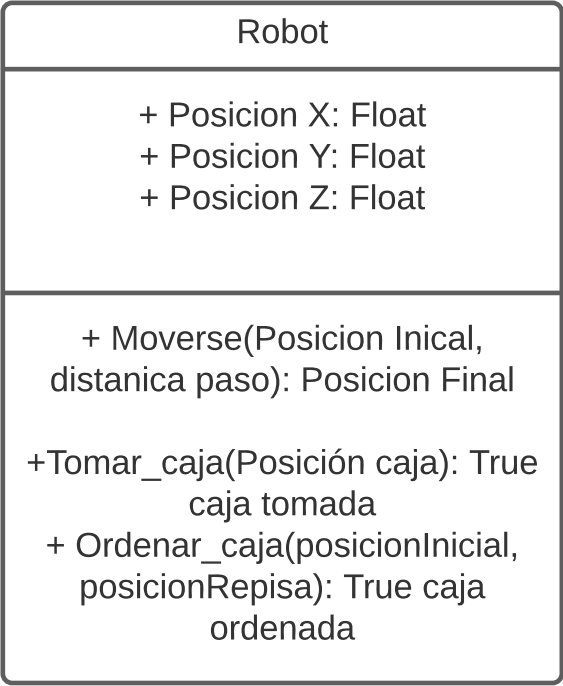 Robot
+ Posicion X: Float
+ Posicion Y: Float
+ Posicion Z: Float
+ Moverse(Posicion Inical,
distanica paso): Posicion Final
+Tomar_caja(Posición caja): True
caja tomada
+ Ordenar_caja(posicionInicial,
posicionRepisa): True caja
ordenada